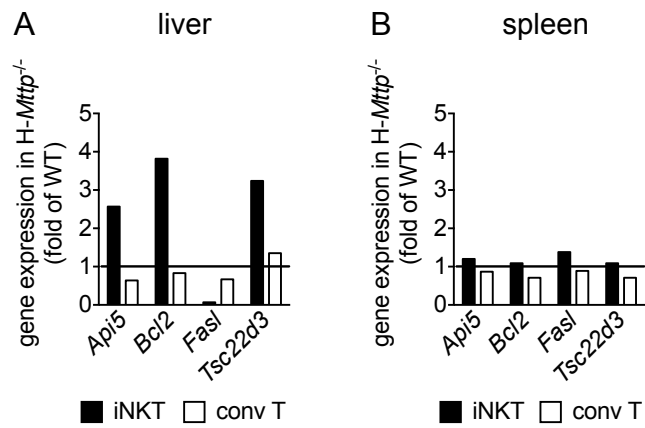 A liver
gene expression in H-Mttp-/-
(fold of WT)
5
4
3
2
1
0
Api5
Bcl2
Fasl
Tsc22d3
iNKT conv T
B spleen
gene expression in H-Mttp-/-
(fold of WT)
5
4
3
2
1
0
Api5
Bcl2
Fasl
Tsc22d3
iNKT conv T